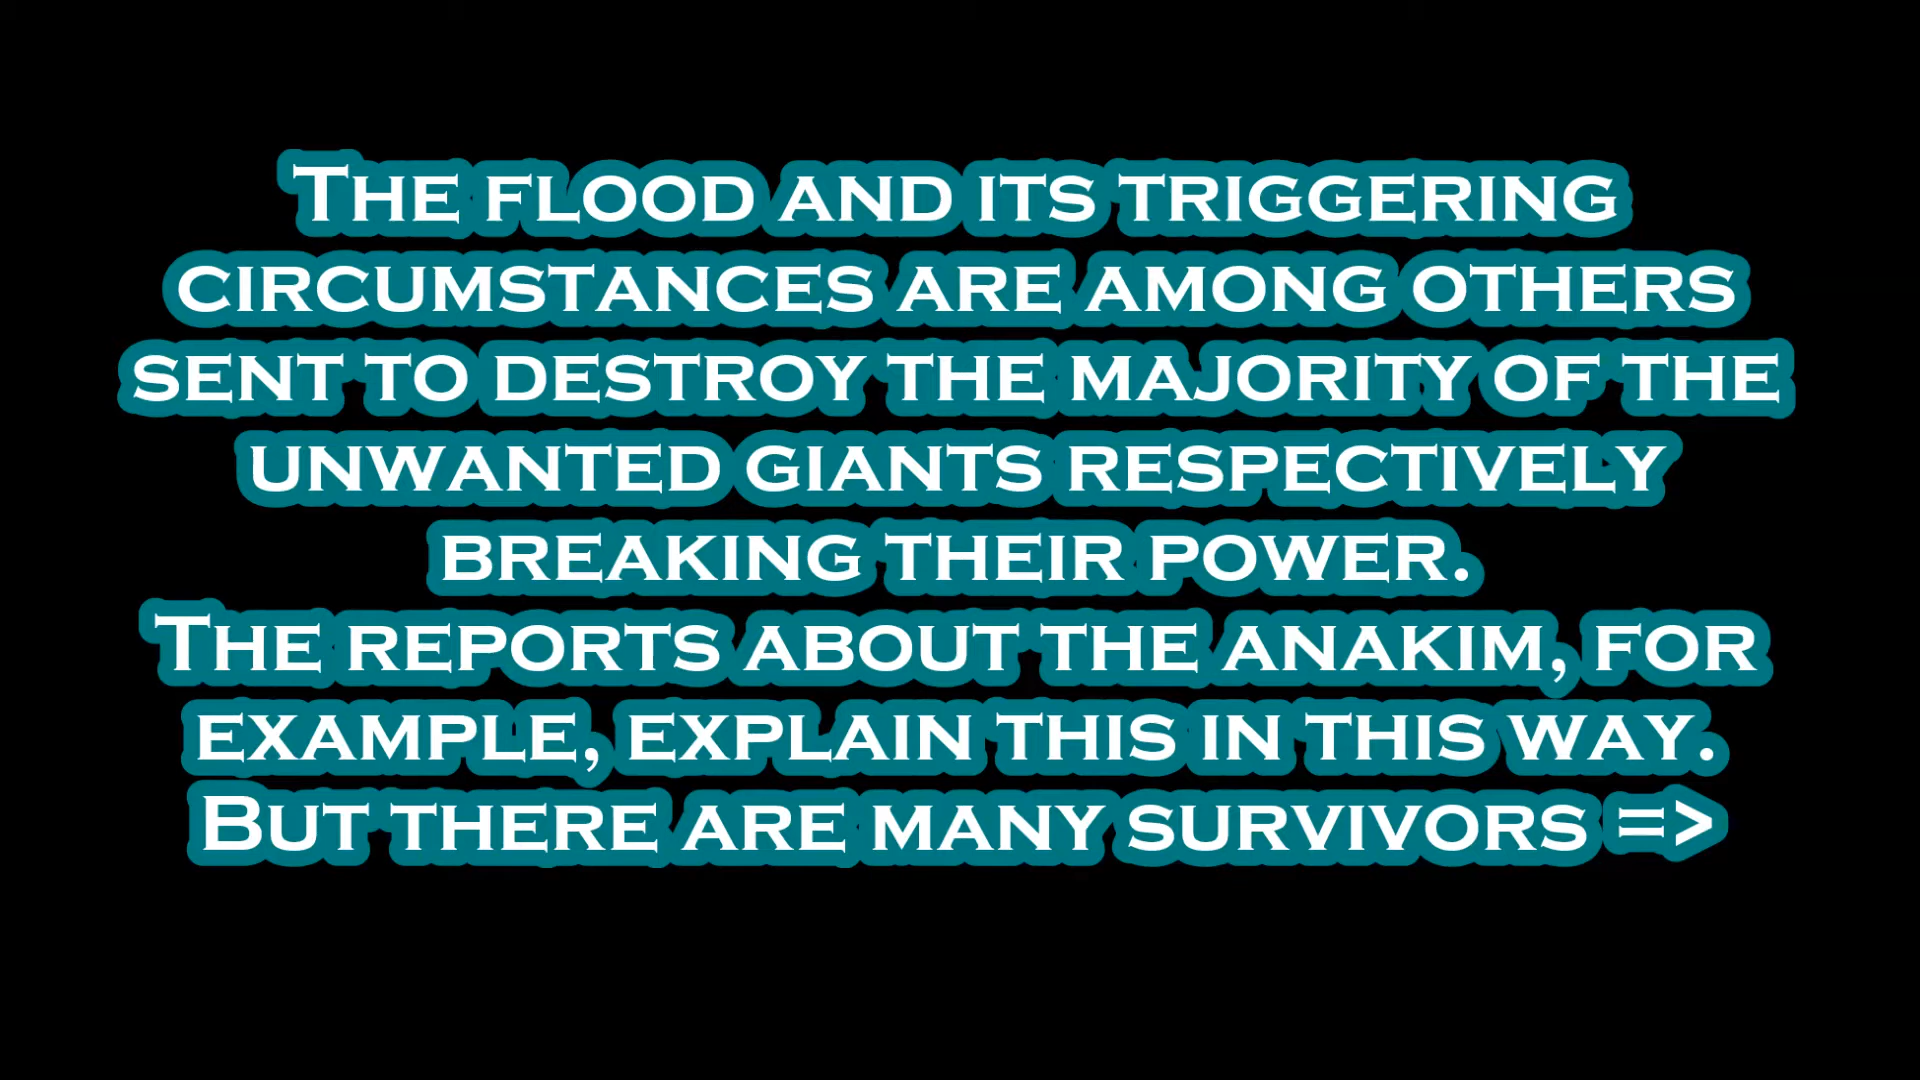 The flood and its triggering
circumstances are among others
sent to destroy the majority of the
unwanted giants respectively
breaking their power.
The reports about the anakim, for
example, explain this in this way.
But there are many survivors =>